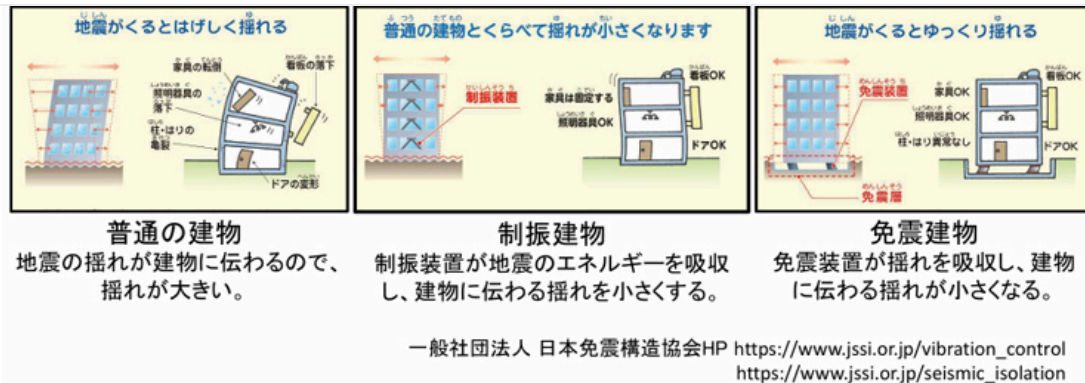 地震がくるとはげしく揺れる
家具の転倒
看板の落下
照明器具の
落下
柱・はりの
亀裂
ドアの変形
普通の建物とくらべて揺れが小さくなります
制振装置
看板OK
家具は固定する
照明器具OK
ドアOK
地震がくるとゆっくり揺れる
免震装置
看板OK
家具OK
照明器具OK
柱・はり異常なし
ドアOK
免震層
普通の建物
地震の揺れが建物に伝わるので、
揺れが大きい。
制振建物
制振装置が地震のエネルギーを吸収
し、建物に伝わる揺れを小さくする。
免震建物
免震装置が揺れを吸収し、建物
に伝わる揺れが小さくなる。
一般社団法人 日本免震構造協会HP https://www.jssi.or.jp/vibration_control
https://www.jssi.or.jp/seismic_isolation